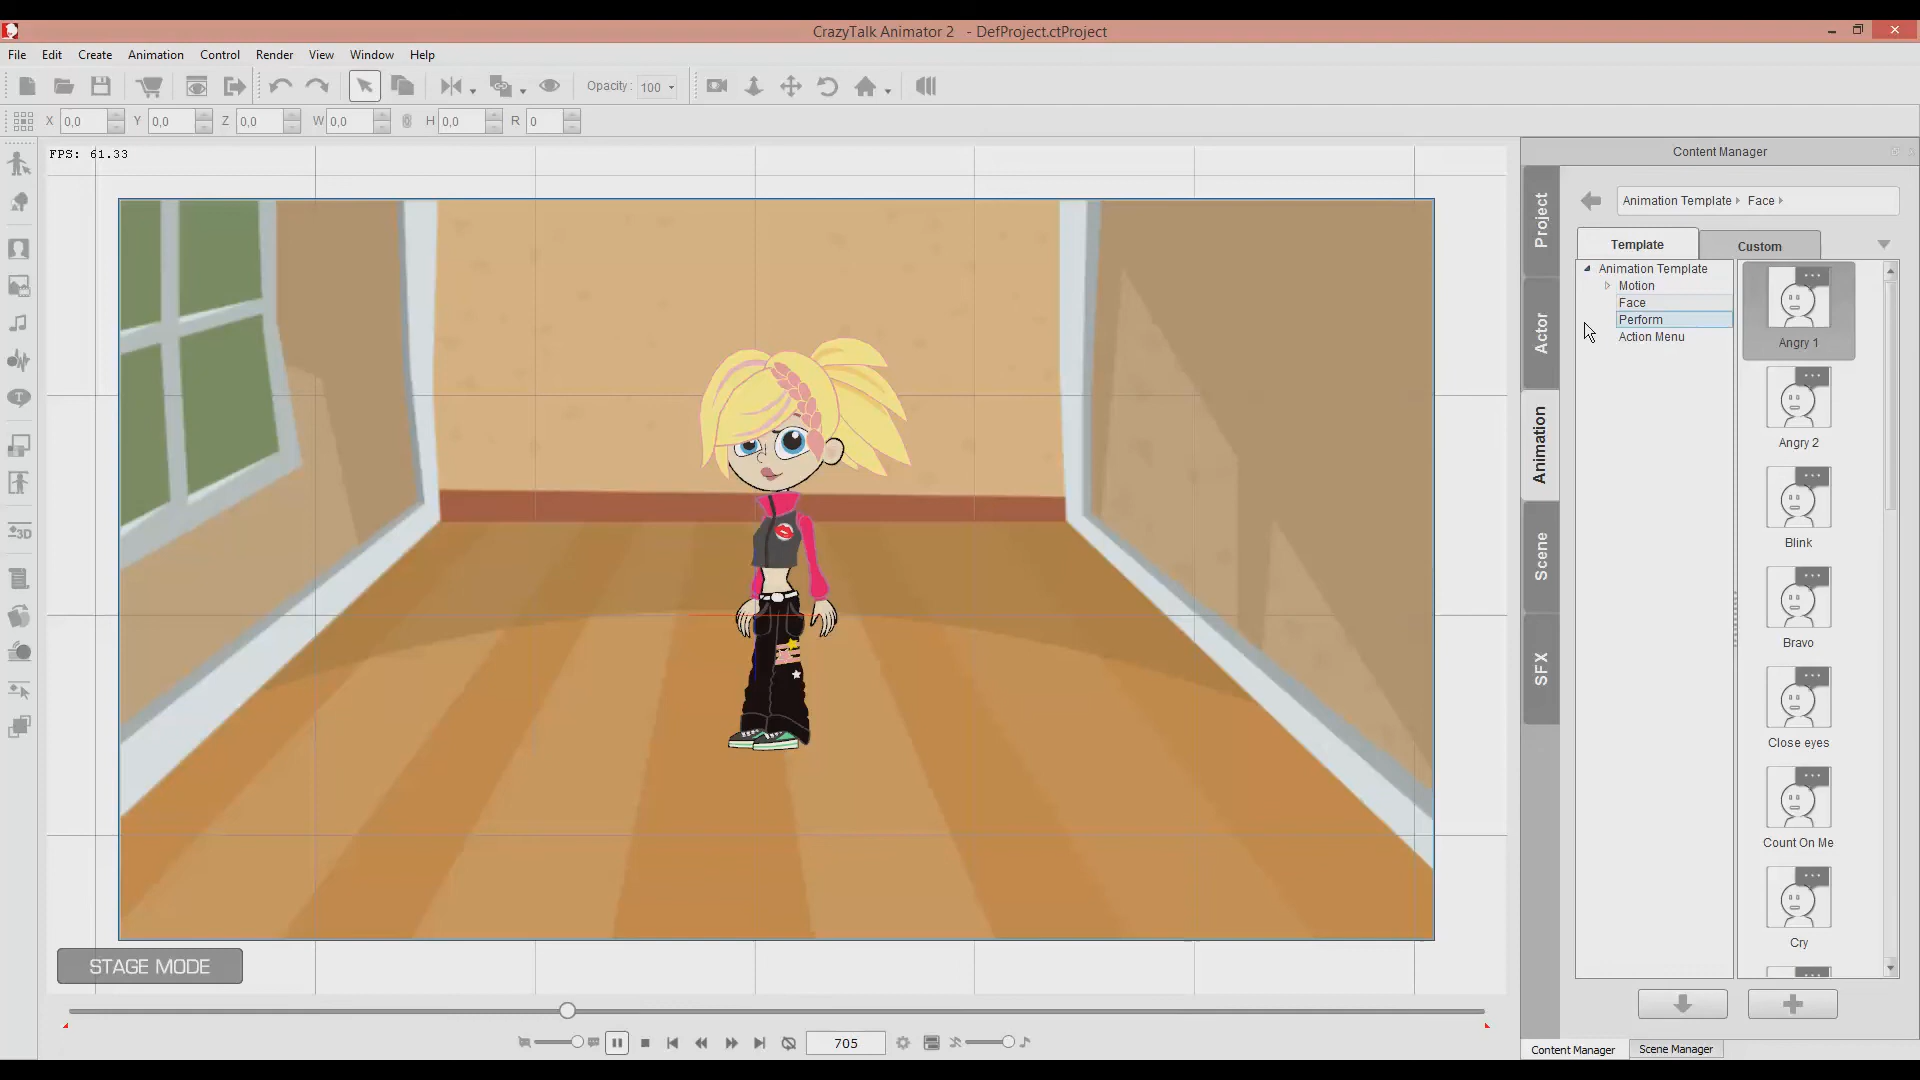 CrazyTalk Animator 2 - DefProject.ctProject
File Edit Create Animation Control Render View Window Help
Opacity: 100
X 0,0 Y 0,0 Z 0,0 W 0,0 H 0,0 R 0
FPS: 61.33
Content Manager
Animation Template Face
Template Custom
Animation Template
Motion
Face
Perform
Action Menu
Project
Actor
Animation
Scene
SFX
Angry 1
Angry 2
Blink
Bravo
Close eyes
Count On Me
Cry
3D
T
STAGE MODE
705
Content Manager Scene Manager